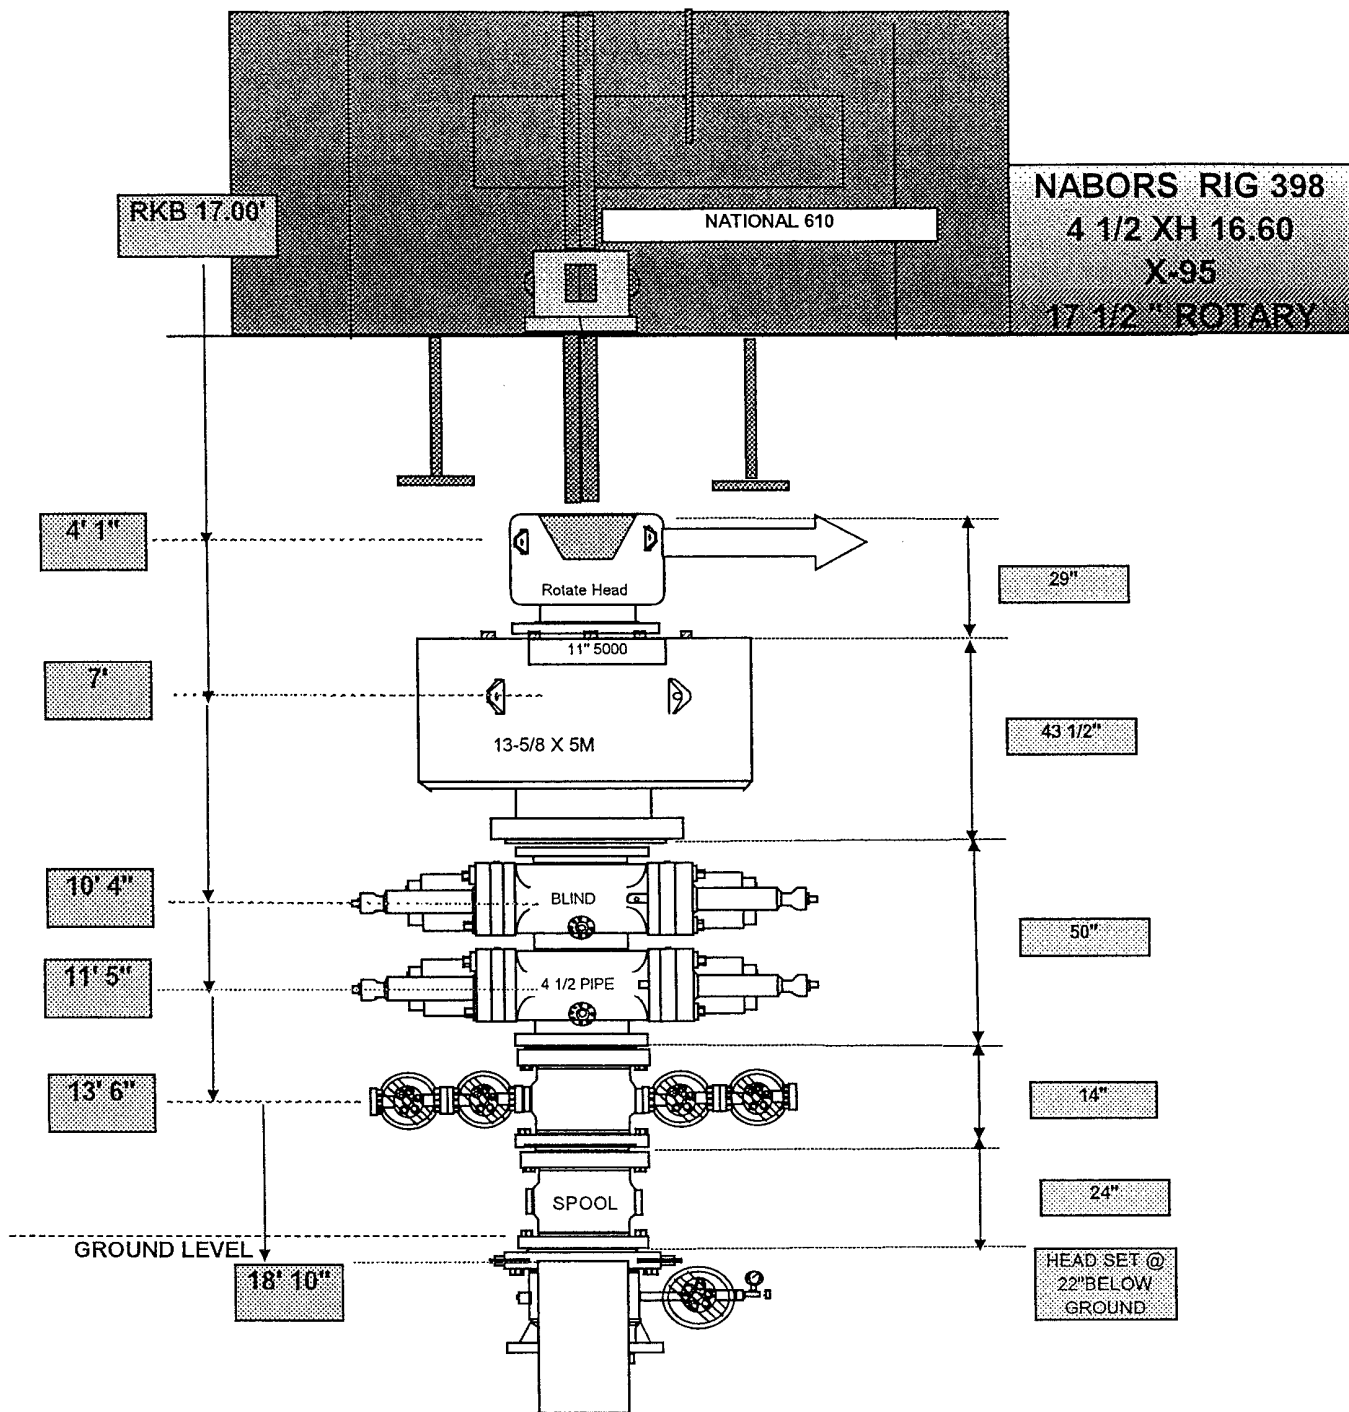 NABORS RIG 398
4 1/2 XH 16.60
X-95
17 1/2 " ROTARY
RKB 17.00'
NATIONAL 610
4' 1"
Rotate Head
29"
11" 5000
7'
13-5/8 X 5M
43 1/2"
10' 4"
BLIND
50"
11' 5"
4 1/2 PIPE
13' 6"
14"
24"
SPOOL
GROUND LEVEL
18' 10"
HEAD SET @
22"BELOW
GROUND